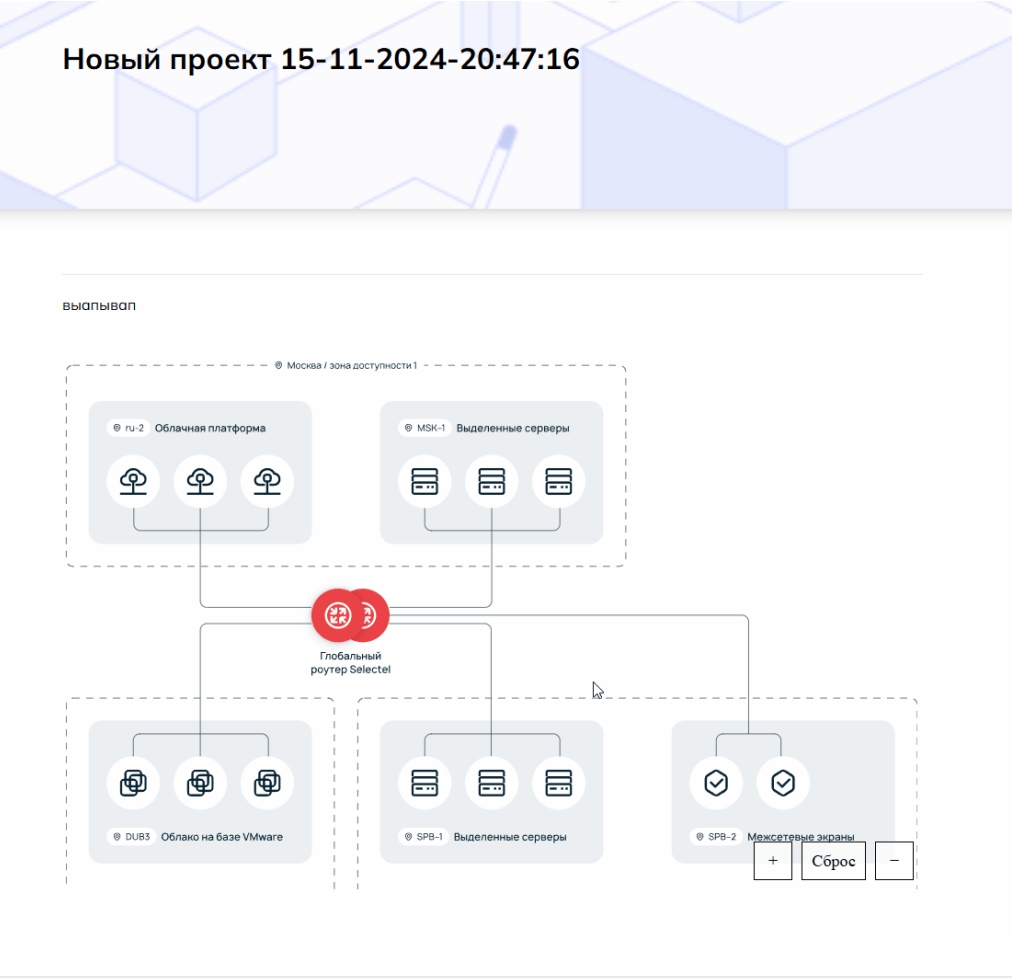 Новый проект 15-11-2024-20:47:16
выапывап
Москва / зона доступности 1
ru-2 Облачная платформа
MSK-1 Выделенные серверы
Глобальный
роутер Selectel
DUB3 Облако на базе VMware
SPB-1 Выделенные серверы
SPB-2 Межсетевые экраны
+ Сброс −